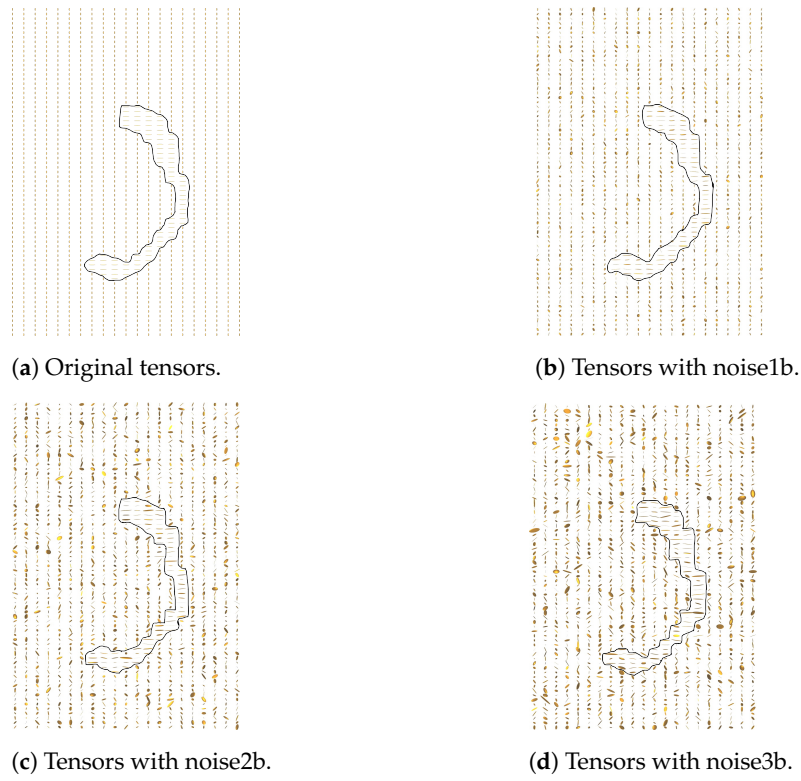 (a) Original tensors.
(b) Tensors with noise1b.
(c) Tensors with noise2b.
(d) Tensors with noise3b.